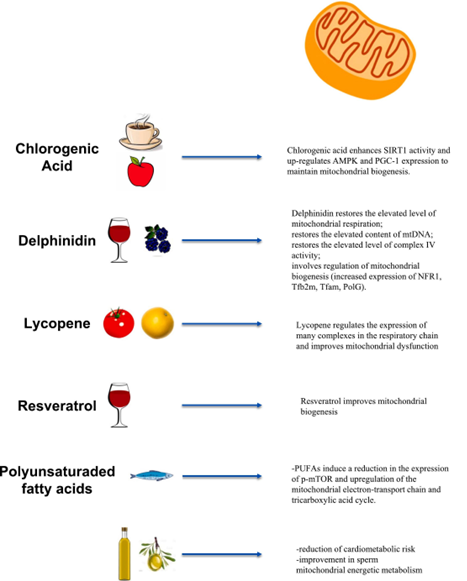 Chlorogenic
Acid
Chlorogenic acid enhances SIRT1 activity and
up-regulates AMPK and PGC-1 expression to
maintain mitochondrial biogenesis.
Delphinidin
Delphinidin restores the elevated level of
mitochondrial respiration;
restores the elevated content of mtDNA;
restores the elevated level of complex IV
activity;
involves regulation of mitochondrial
biogenesis (increased expression of NFR1,
Tfb2m, Tfam, PolG).
Lycopene
Lycopene regulates the expression of
many complexes in the respiratory chain
and improves mitochondrial dysfunction
Resveratrol
Resveratrol improves mitochondrial
biogenesis
Polyunsaturaded
fatty acids
-PUFAs induce a reduction in the expression
of p-mTOR and upregulation of the
mitochondrial electron-transport chain and
tricarboxylic acid cycle.
-reduction of cardiometabolic risk
-improvement in sperm
mitochondrial energetic metabolism